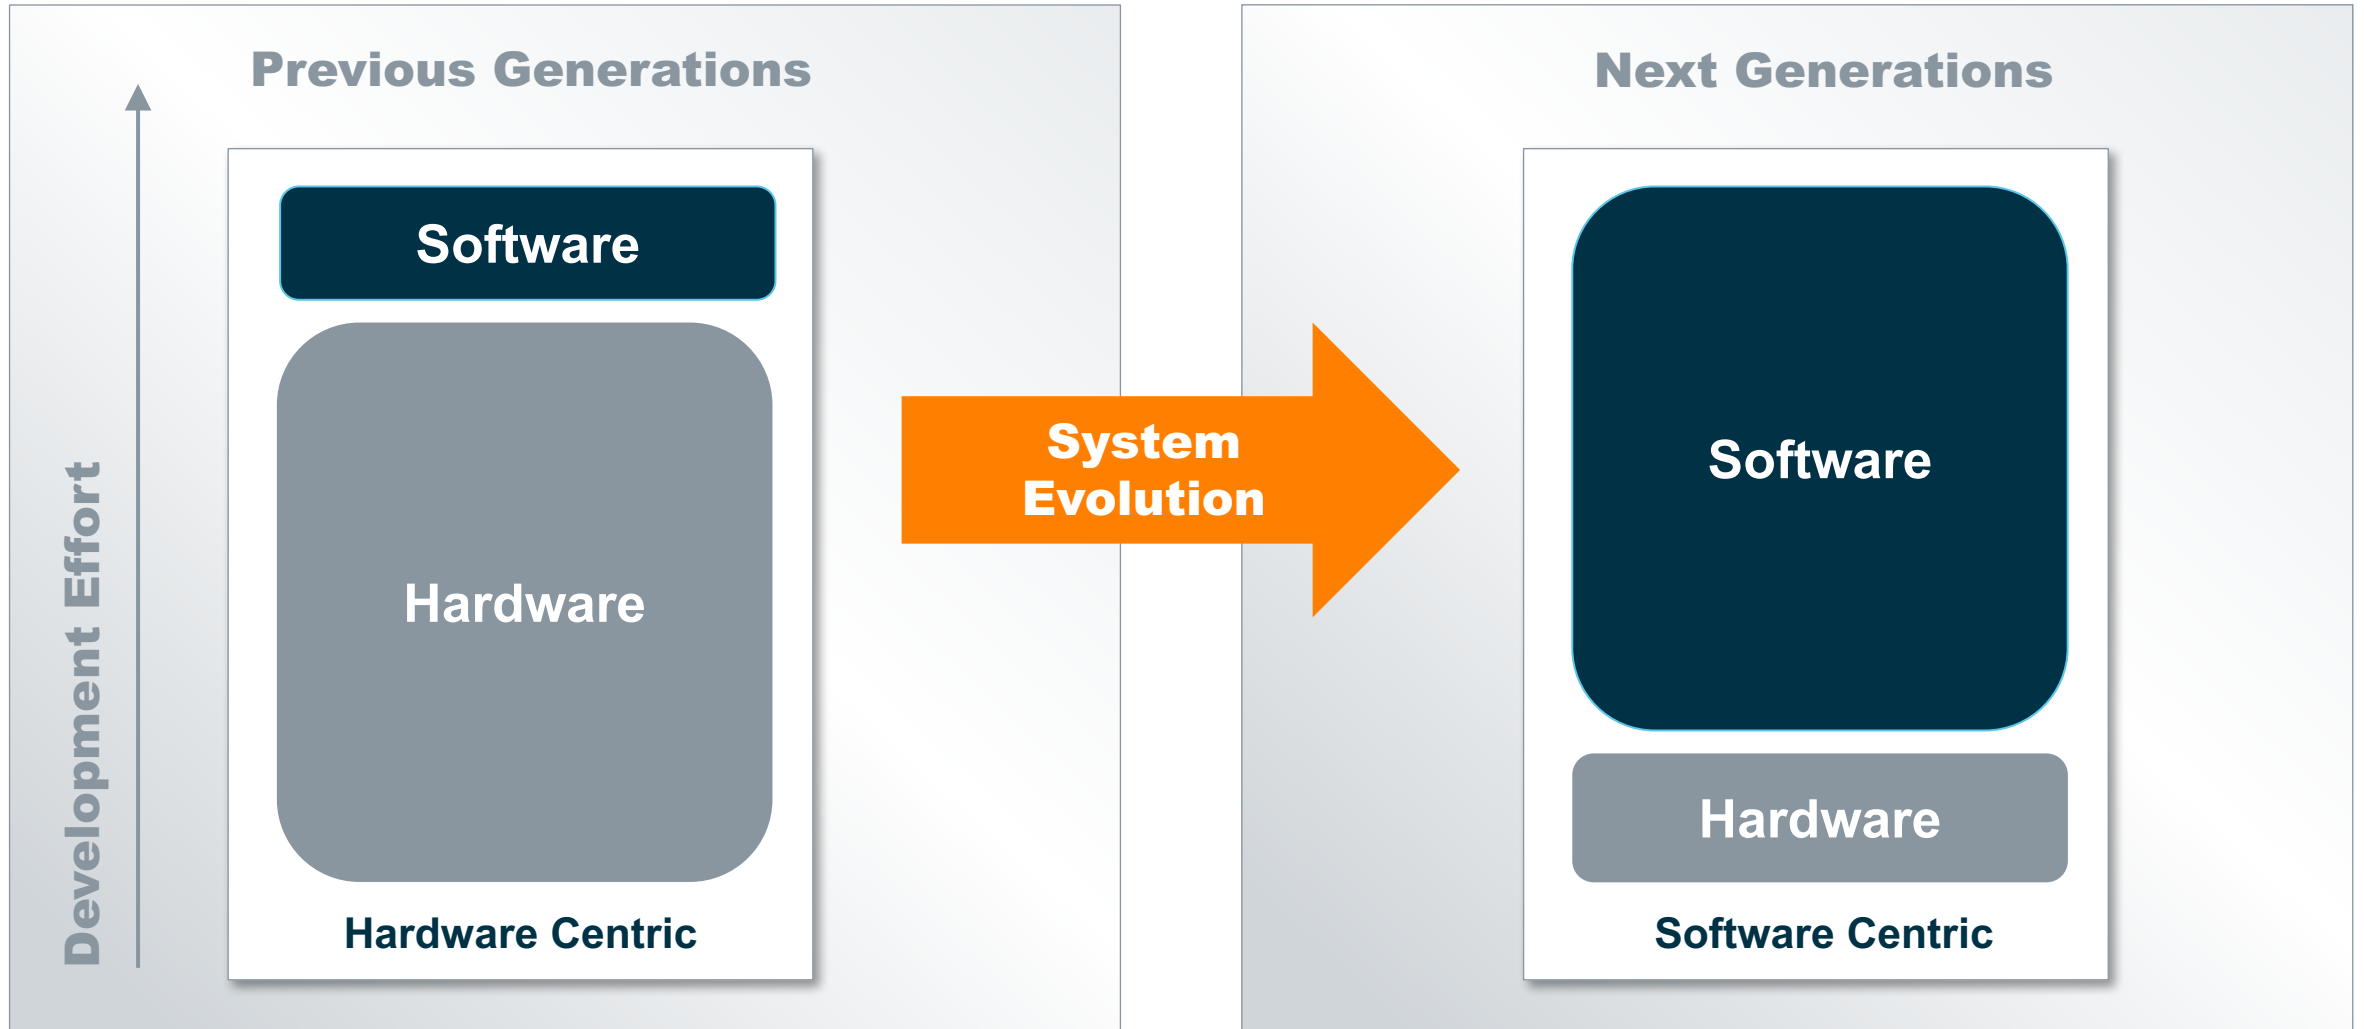 Previous Generations
Development Effort
Software
Hardware
Hardware Centric
System
Evolution
Next Generations
Software
Hardware
Software Centric